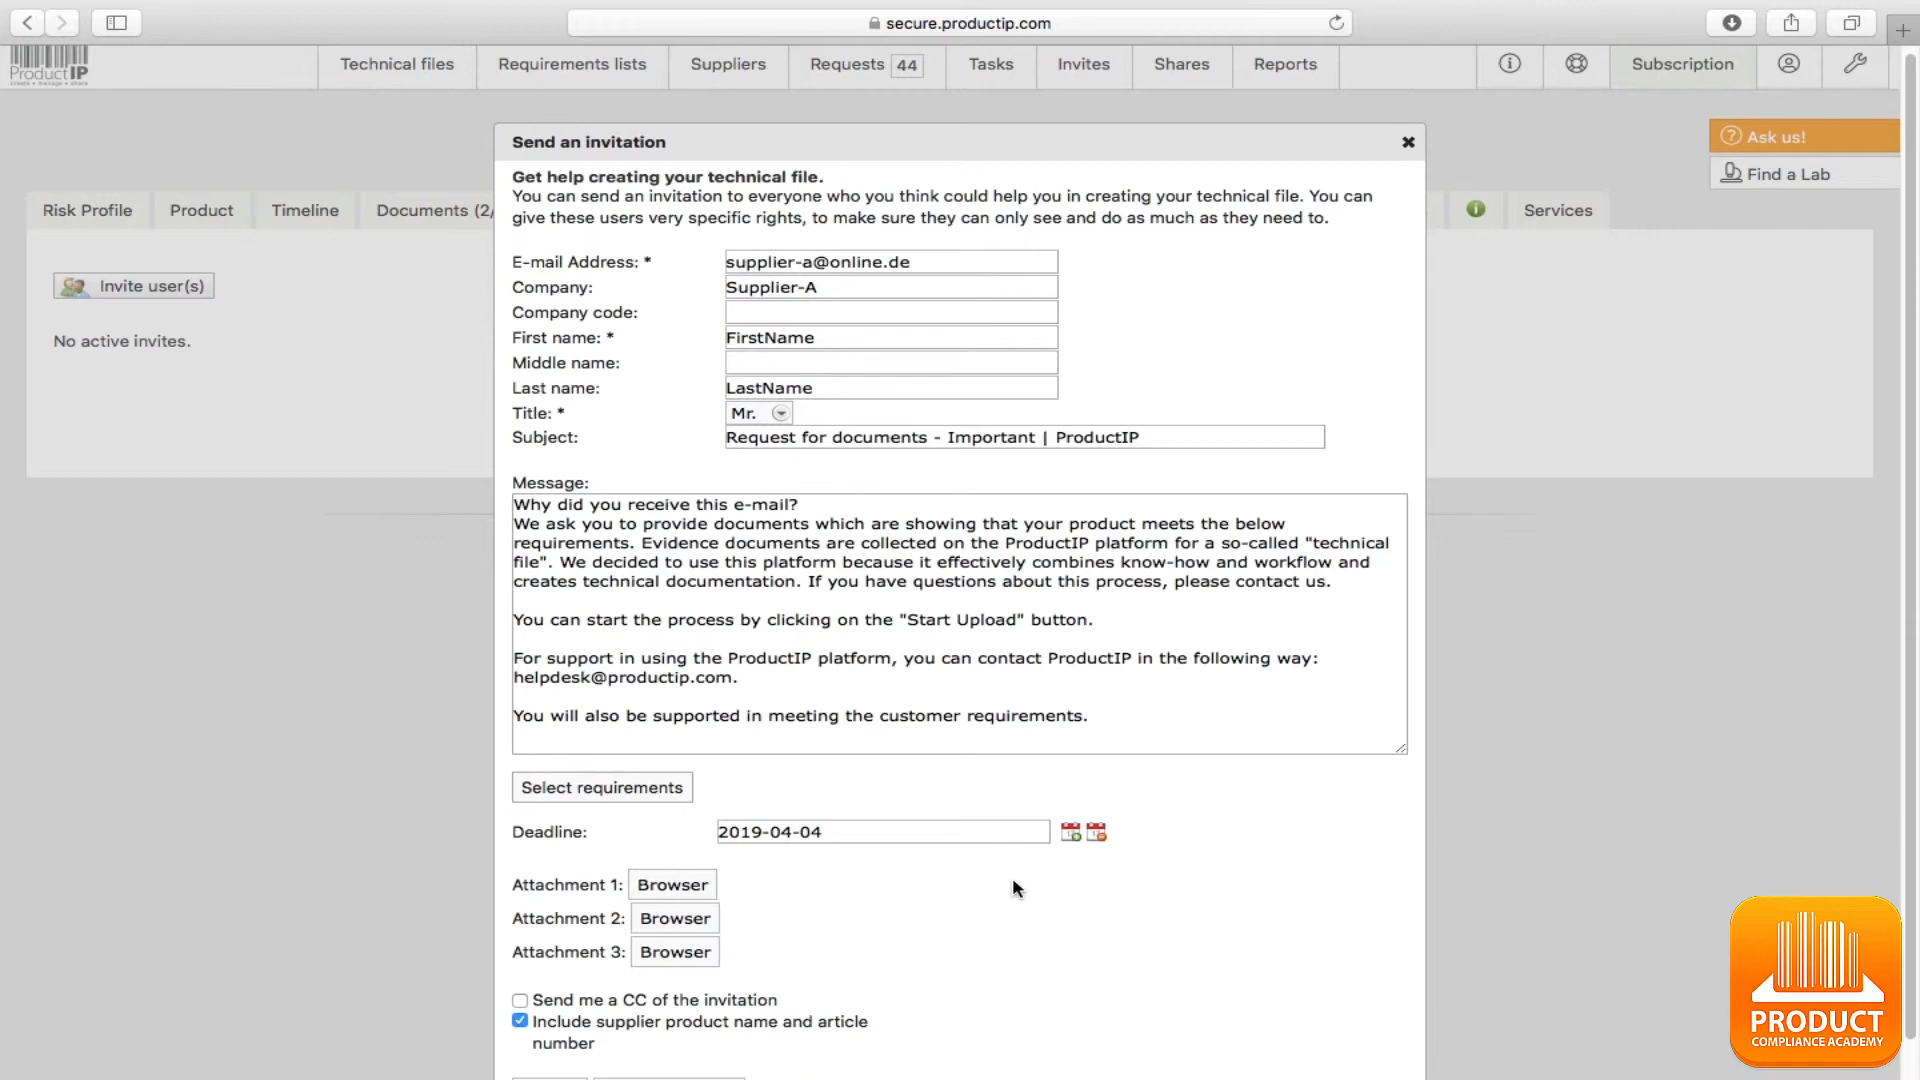 secure.productip.com
ProductIP
create • manage • share
Technical files
Requirements lists
Suppliers
Requests 44
Tasks
Invites
Shares
Reports
Subscription
Ask us!
Find a Lab
Risk Profile
Product
Timeline
Documents (2/
Services
Invite user(s)
No active invites.
Send an invitation
Get help creating your technical file.
You can send an invitation to everyone who you think could help you in creating your technical file. You can
give these users very specific rights, to make sure they can only see and do as much as they need to.
E-mail Address: * supplier-a@online.de
Company: Supplier-A
Company code:
First name: * FirstName
Middle name:
Last name: LastName
Title: * Mr.
Subject: Request for documents - Important | ProductIP
Message:
Why did you receive this e-mail?
We ask you to provide documents which are showing that your product meets the below
requirements. Evidence documents are collected on the ProductIP platform for a so-called "technical
file". We decided to use this platform because it effectively combines know-how and workflow and
creates technical documentation. If you have questions about this process, please contact us.
You can start the process by clicking on the "Start Upload" button.
For support in using the ProductIP platform, you can contact ProductIP in the following way:
helpdesk@productip.com.
You will also be supported in meeting the customer requirements.
Select requirements
Deadline: 2019-04-04
Attachment 1: Browser
Attachment 2: Browser
Attachment 3: Browser
Send me a CC of the invitation
Include supplier product name and article
number
PRODUCT
COMPLIANCE ACADEMY